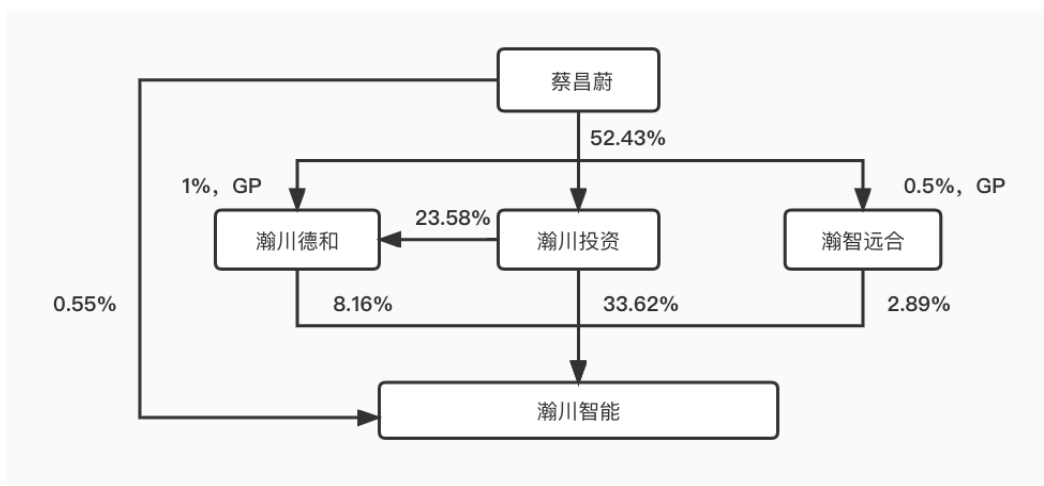 蔡昌蔚
52.43%
1%，GP
0.5%，GP
23.58%
瀚川德和
瀚川投资
瀚智远合
0.55%
8.16%
33.62%
2.89%
瀚川智能